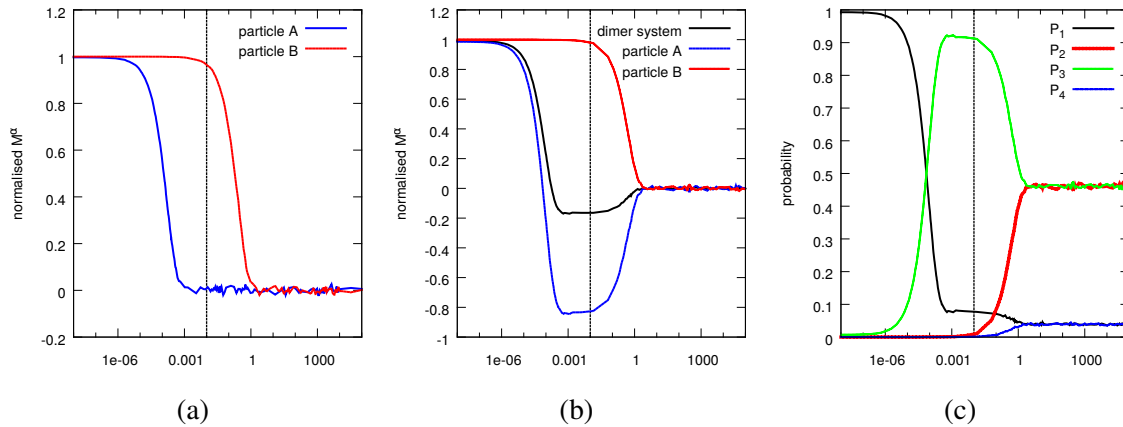 1.4
1.2
1
0.8
0.6
0.4
0.2
0
-0.2
normalised Mα
particle A
particle B
1e-06 0.001 1 1000
(a)
1.2
1
0.8
0.6
0.4
0.2
0
-0.2
-0.4
-0.6
-0.8
-1
normalised Mα
dimer system
particle A
particle B
1e-06 0.001 1 1000
(b)
1
0.9
0.8
0.7
0.6
0.5
0.4
0.3
0.2
0.1
0
probability
P1
P2
P3
P4
1e-06 0.001 1 1000
(c)